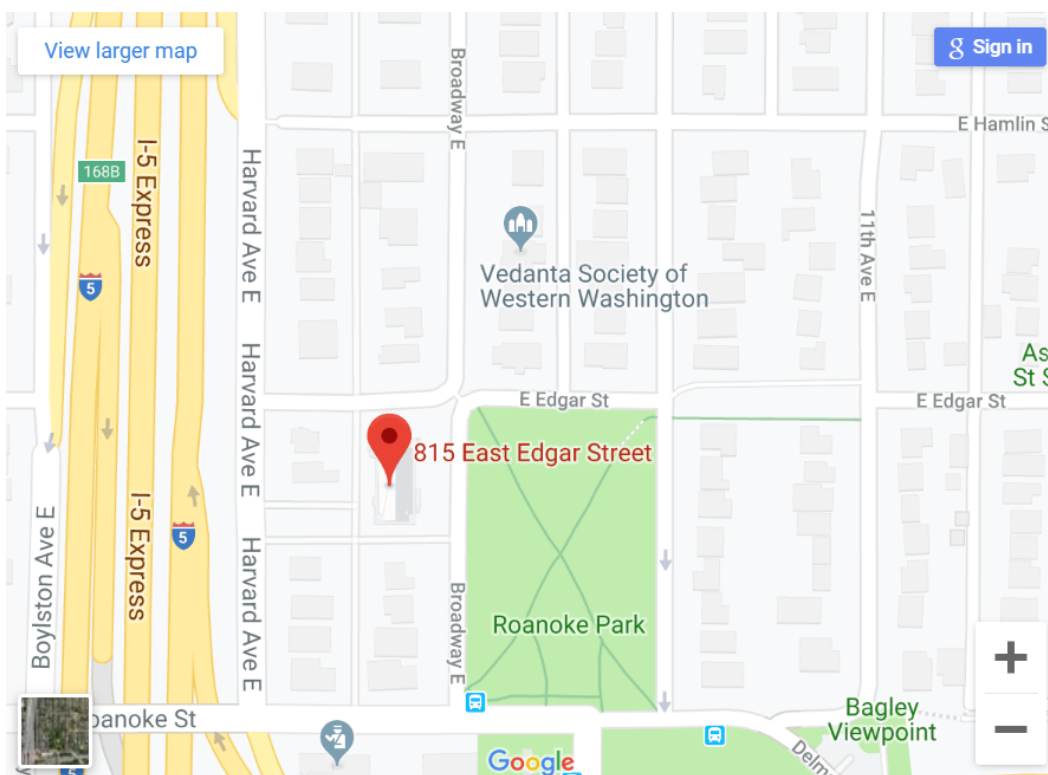 View larger map
Sign in
Broadway E
E Hamlin S
I-5 Express
168B
Harvard Ave E
5
Vedanta Society of
Western Washington
11th Ave E
As
St S
Harvard Ave E
E Edgar St
E Edgar St
815 East Edgar Street
I-5 Express
5
Boylston Ave E
Harvard Ave E
Broadway E
Roanoke Park
+
−
oanoke St
Bagley
Viewpoint
Google
Delm
5